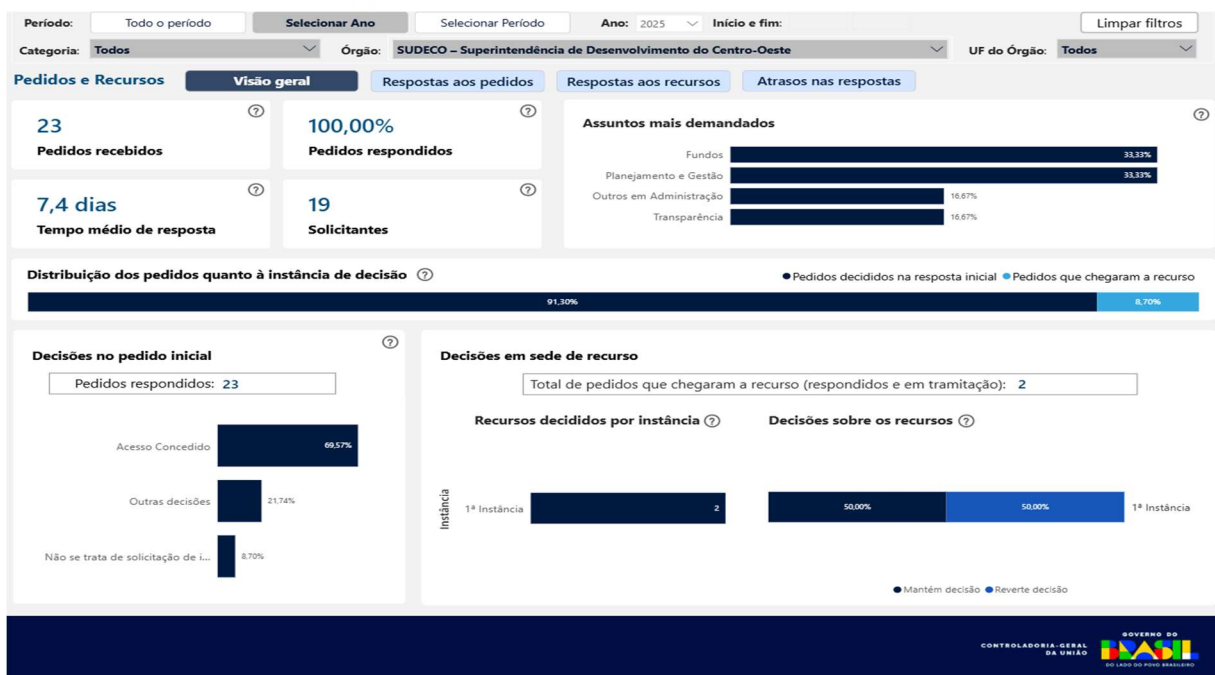 Período: Todo o período Selecionar Ano Selecionar Período Ano: 2025 Início e fim: Limpar filtros
Categoria: Todos Órgão: SUDECO – Superintendência de Desenvolvimento do Centro-Oeste UF do Órgão: Todos
Pedidos e Recursos Visão geral Respostas aos pedidos Respostas aos recursos Atrasos nas respostas
23
Pedidos recebidos
100,00%
Pedidos respondidos
7,4 dias
Tempo médio de resposta
19
Solicitantes
Assuntos mais demandados
Fundos 33,33%
Planejamento e Gestão 33,33%
Outros em Administração 16,67%
Transparência 16,67%
Distribuição dos pedidos quanto à instância de decisão ? Pedidos decididos na resposta inicial Pedidos que chegaram a recurso
91,30% 8,70%
Decisões no pedido inicial
Pedidos respondidos: 23
Acesso Concedido 69,57%
Outras decisões 21,74%
Não se trata de solicitação de i... 8,70%
Decisões em sede de recurso
Total de pedidos que chegaram a recurso (respondidos e em tramitação): 2
Recursos decididos por instância ?
Instância
1ª Instância 2
Decisões sobre os recursos ?
50,00% 50,00% 1ª Instância
Mantém decisão Reverte decisão
CONTROLADORIA-GERAL
DA UNIÃO
GOVERNO DO
BRASIL
DO LADO DO POVO BRASILEIRO